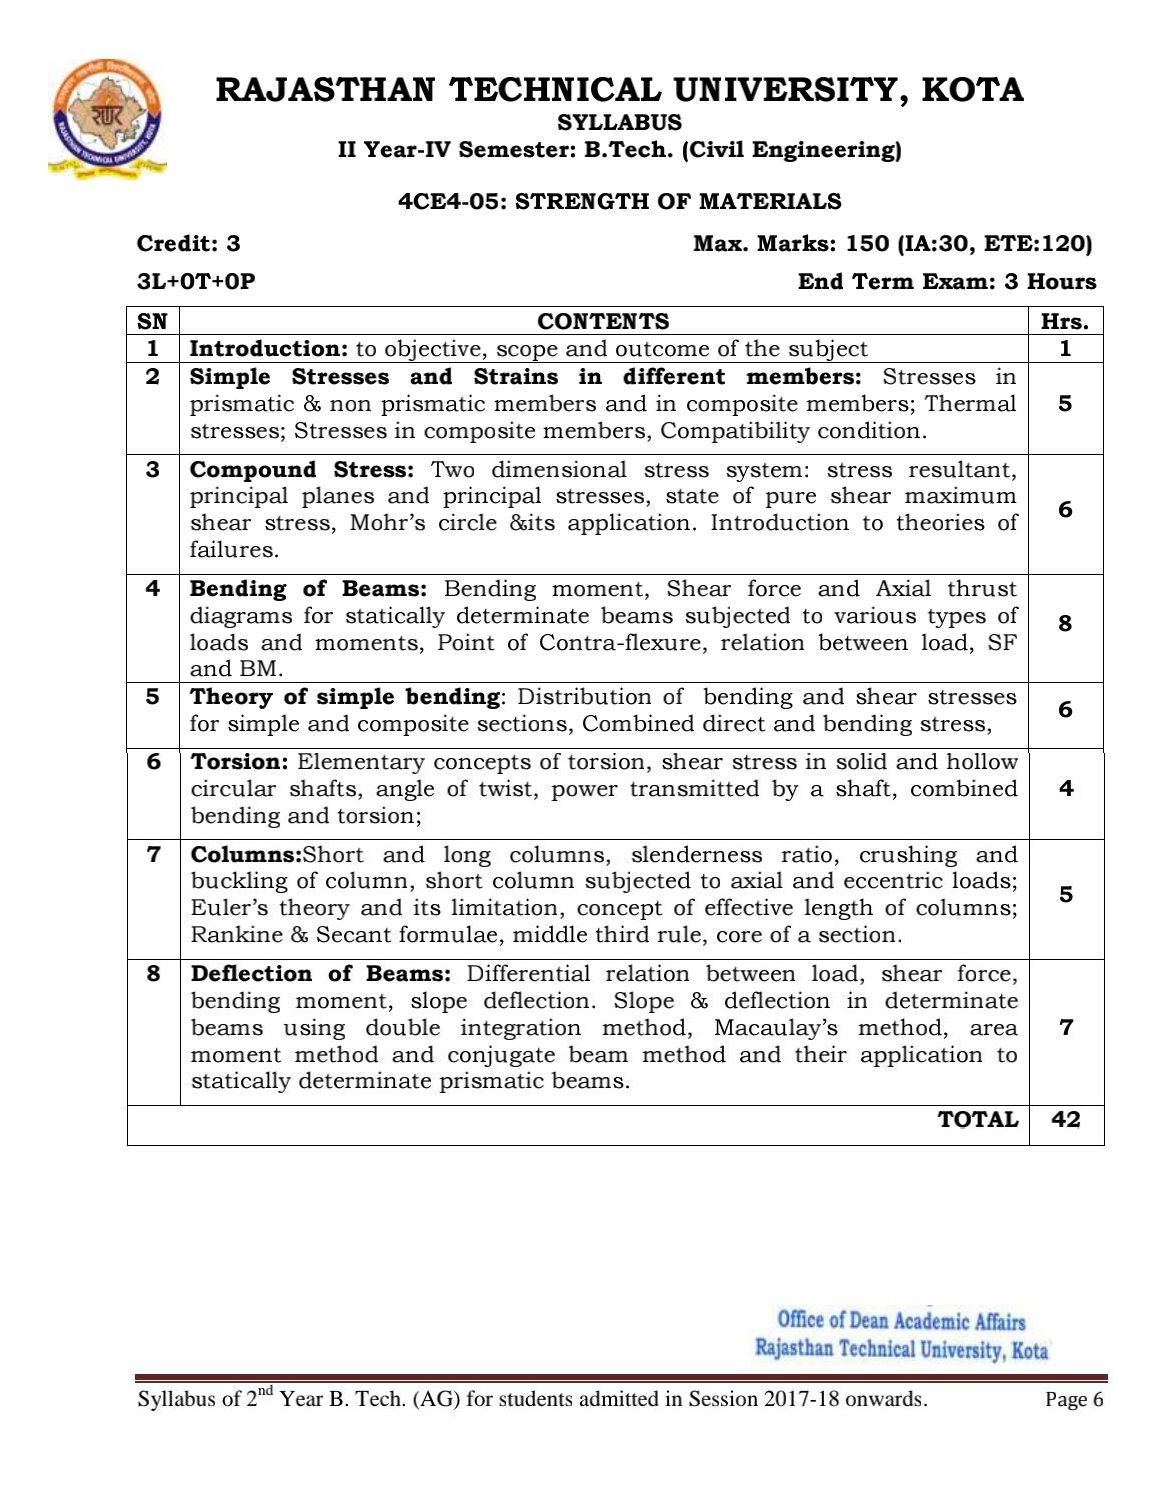 RAJASTHAN TECHNICAL UNIVERSITY, KOTA
SYLLABUS
II Year-IV Semester: B.Tech. (Civil Engineering)
4CE4-05: STRENGTH OF MATERIALS
Credit: 3 Max. Marks: 150 (IA:30, ETE:120)
3L+0T+0P End Term Exam: 3 Hours
SN CONTENTS Hrs.
1 Introduction: to objective, scope and outcome of the subject 1
2 Simple Stresses and Strains in different members: Stresses in
prismatic & non prismatic members and in composite members; Thermal 5
stresses; Stresses in composite members, Compatibility condition.
3 Compound Stress: Two dimensional stress system: stress resultant,
principal planes and principal stresses, state of pure shear maximum 6
shear stress, Mohr’s circle &its application. Introduction to theories of
failures.
4 Bending of Beams: Bending moment, Shear force and Axial thrust
diagrams for statically determinate beams subjected to various types of 8
loads and moments, Point of Contra-flexure, relation between load, SF
and BM.
5 Theory of simple bending: Distribution of bending and shear stresses 6
for simple and composite sections, Combined direct and bending stress,
6 Torsion: Elementary concepts of torsion, shear stress in solid and hollow
circular shafts, angle of twist, power transmitted by a shaft, combined 4
bending and torsion;
7 Columns:Short and long columns, slenderness ratio, crushing and
buckling of column, short column subjected to axial and eccentric loads; 5
Euler’s theory and its limitation, concept of effective length of columns;
Rankine & Secant formulae, middle third rule, core of a section.
8 Deflection of Beams: Differential relation between load, shear force,
bending moment, slope deflection. Slope & deflection in determinate
beams using double integration method, Macaulay’s method, area 7
moment method and conjugate beam method and their application to
statically determinate prismatic beams.
TOTAL 42
Office of Dean Academic Affairs
Rajasthan Technical University, Kota
Syllabus of 2nd Year B. Tech. (AG) for students admitted in Session 2017-18 onwards. Page 6